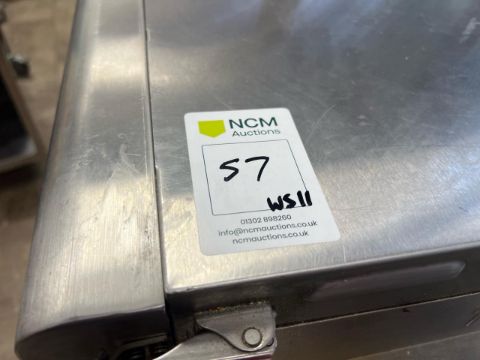 NCM
Auctions
57
WS11
01302 898260
info@ncmauctions.co.uk
ncmauctions.co.uk